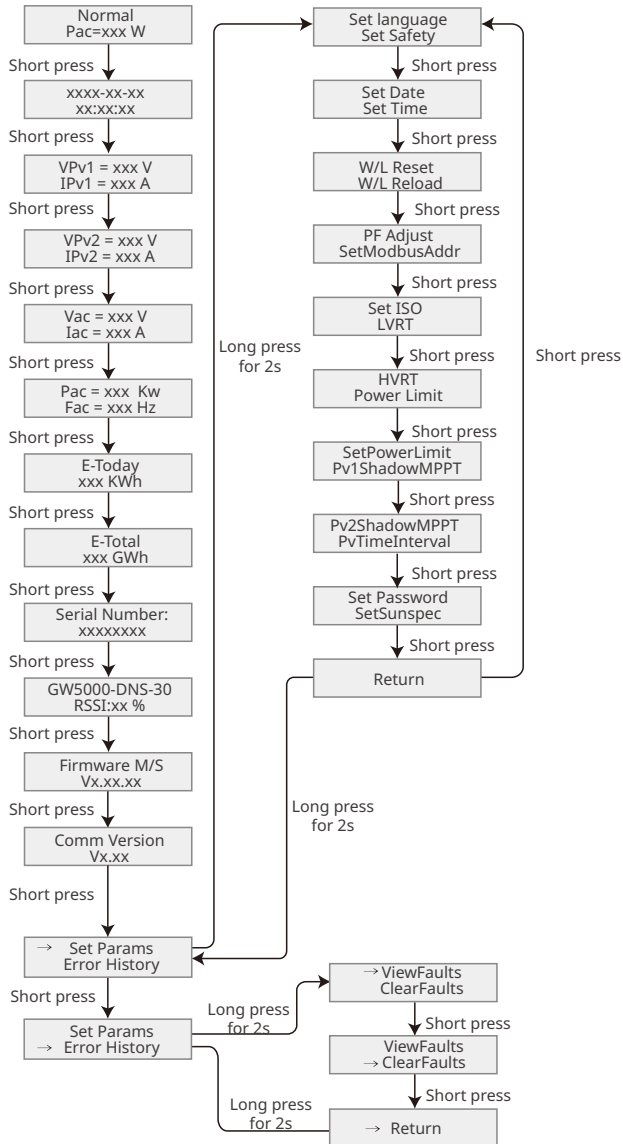 Normal
Pac=xxx W
Short press
xxxx-xx-xx
xx:xx:xx
Short press
VPv1 = xxx V
IPv1 = xxx A
Short press
VPv2 = xxx V
IPv2 = xxx A
Short press
Vac = xxx V
Iac = xxx A
Short press
Pac = xxx Kw
Fac = xxx Hz
Short press
E-Today
xxx KWh
Short press
E-Total
xxx GWh
Short press
Serial Number:
xxxxxxxx
Short press
GW5000-DNS-30
RSSI:xx %
Short press
Firmware M/S
Vx.xx.xx
Short press
Comm Version
Vx.xx
Short press
→ Set Params
Error History
Short press
Set Params
→ Error History
Long press
for 2s
Set language
Set Safety
Short press
Set Date
Set Time
Short press
W/L Reset
W/L Reload
Short press
PF Adjust
SetModbusAddr
Short press
Set ISO
LVRT
Short press
HVRT
Power Limit
Short press
SetPowerLimit
Pv1ShadowMPPT
Short press
Pv2ShadowMPPT
PvTimeInterval
Short press
Set Password
SetSunspec
Short press
Return
Short press
Long press
for 2s
Long press
for 2s
→ ViewFaults
ClearFaults
Short press
ViewFaults
→ ClearFaults
Short press
→ Return
Long press
for 2s